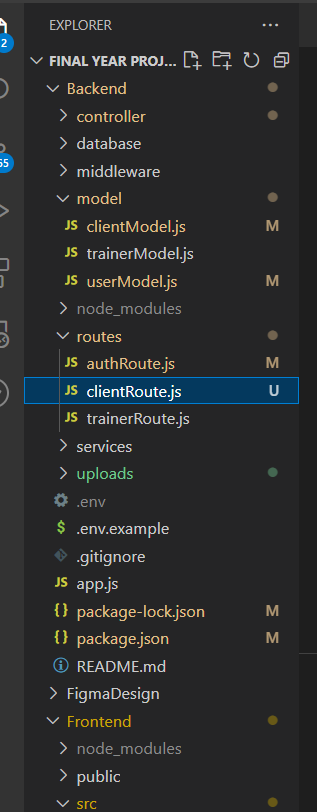 EXPLORER ...
2 FINAL YEAR PROJ...
Backend
controller
database
middleware
65 model
JS clientModel.js M
JS trainerModel.js
JS userModel.js M
node_modules
routes
JS authRoute.js M
JS clientRoute.js U
JS trainerRoute.js
services
uploads
.env
$ .env.example
.gitignore
JS app.js
{} package-lock.json M
{} package.json M
README.md
FigmaDesign
Frontend
node_modules
public
src